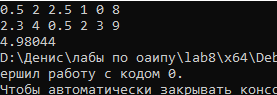 0.5 2 2.5 1 0 8
2.3 4 0.5 2 3 9
4.98044
D:\Денис\лабы по оаипу\lab8\x64\Deb
ершил работу с кодом 0.
Чтобы автоматически закрывать конс